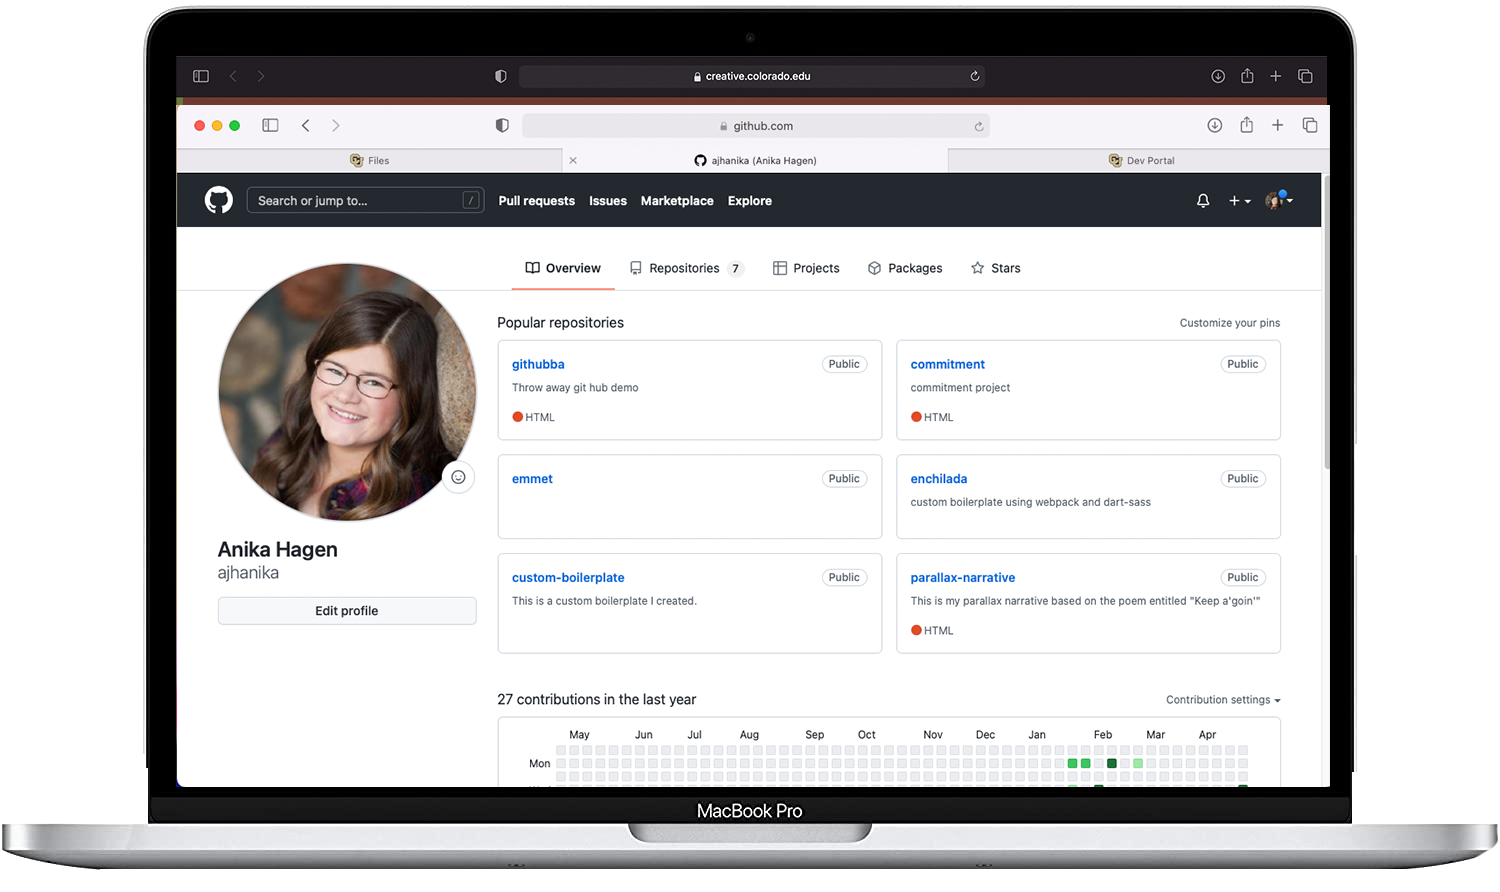 creative.colorado.edu
github.com
Files
ajhanika (Anika Hagen)
Dev Portal
Search or jump to...
/
Pull requests
Issues
Marketplace
Explore
Overview
Repositories 7
Projects
Packages
Stars
Popular repositories
Customize your pins
githubba
Public
Throw away git hub demo
HTML
commitment
Public
commitment project
HTML
emmet
Public
enchilada
Public
custom boilerplate using webpack and dart-sass
custom-boilerplate
Public
This is a custom boilerplate I created.
parallax-narrative
Public
This is my parallax narrative based on the poem entitled "Keep a'goin'"
HTML
Anika Hagen
ajhanika
Edit profile
27 contributions in the last year
Contribution settings
May Jun Jul Aug Sep Oct Nov Dec Jan Feb Mar Apr
Mon
MacBook Pro